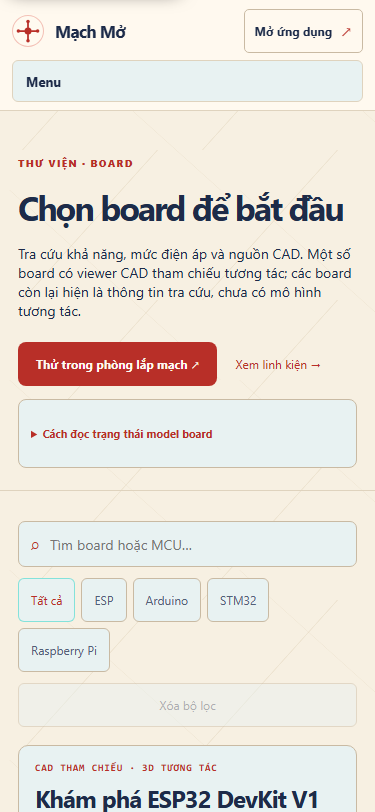 Mạch Mở
Mở ứng dụng ↗
Menu
THƯ VIỆN · BOARD
Chọn board để bắt đầu
Tra cứu khả năng, mức điện áp và nguồn CAD. Một số
board có viewer CAD tham chiếu tương tác; các board
còn lại hiện là thông tin tra cứu, chưa có mô hình
tương tác.
Thử trong phòng lắp mạch ↗
Xem linh kiện →
▶ Cách đọc trạng thái model board
Tìm board hoặc MCU...
Tất cả
ESP
Arduino
STM32
Raspberry Pi
Xóa bộ lọc
CAD THAM CHIẾU · 3D TƯƠNG TÁC
Khám phá ESP32 DevKit V1